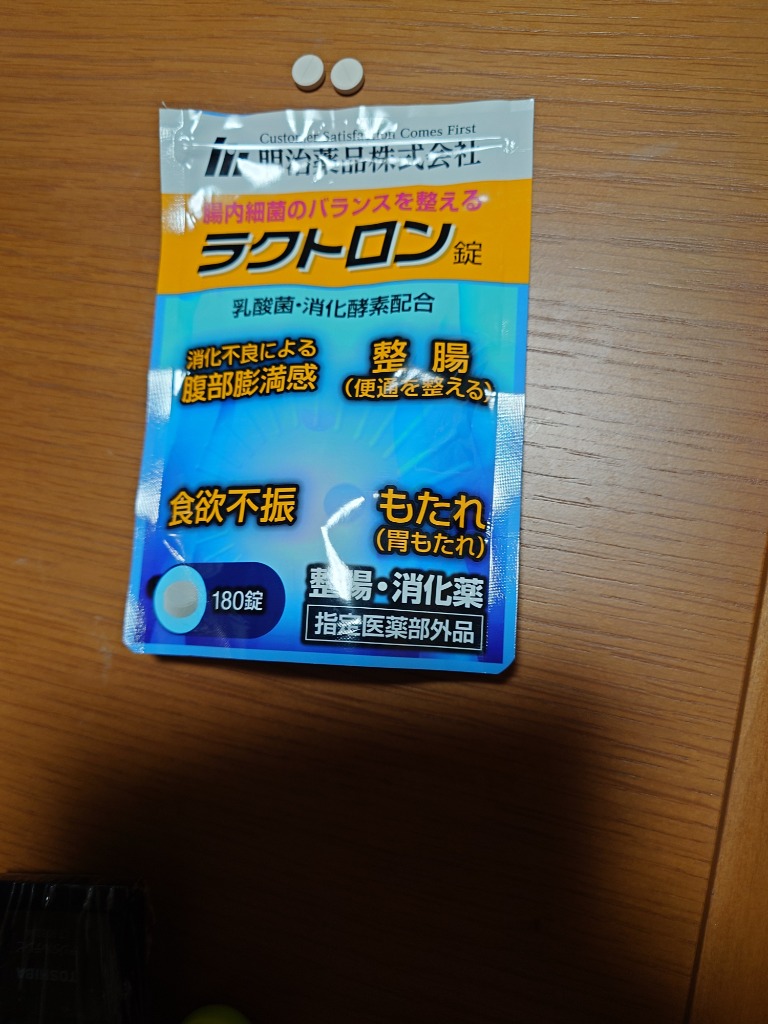 Customer Satisfaction Comes First
明治薬品株式会社
腸内細菌のバランスを整える
ラクトロン錠
乳酸菌・消化酵素配合
消化不良による
腹部膨満感
整腸
(便通を整える)
食欲不振
もたれ
(胃もたれ)
180錠
整腸・消化薬
指定医薬部外品
TOSHIBA